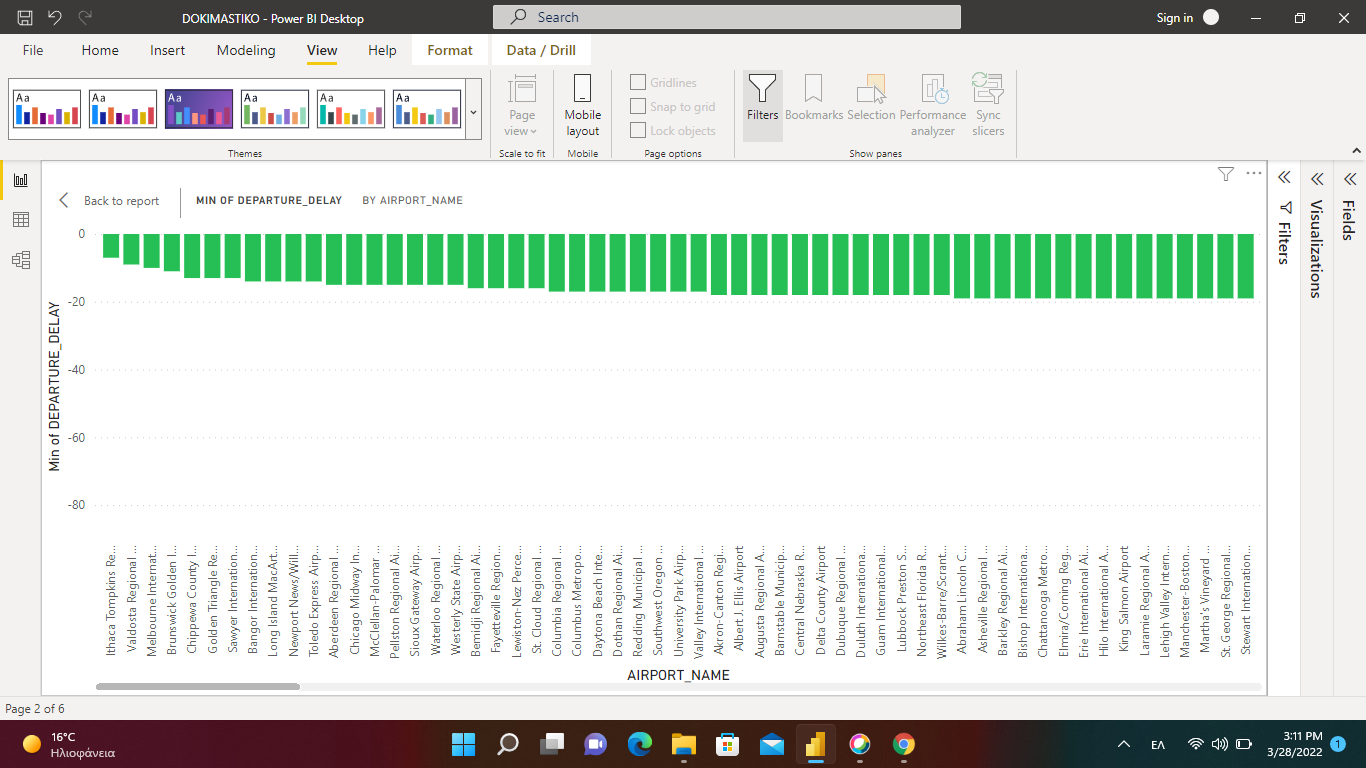 DOKIMASTIKO - Power BI Desktop
Search
Sign in
File
Home
Insert
Modeling
View
Help
Format
Data / Drill
Aa
Aa
Aa
Aa
Aa
Aa
Themes
Page view
Scale to fit
Mobile layout
Mobile
Gridlines
Snap to grid
Lock objects
Page options
Filters
Bookmarks
Selection
Performance analyzer
Sync slicers
Show panes
Back to report
MIN OF DEPARTURE_DELAY
BY AIRPORT_NAME
Min of DEPARTURE_DELAY
0
-20
-40
-60
-80
Ithaca Tompkins Re...
Valdosta Regional ...
Melbourne Internat...
Brunswick Golden I...
Chippewa County I...
Golden Triangle Re...
Sawyer Internation...
Bangor Internation...
Long Island MacArt...
Newport News/Will...
Toledo Express Airp...
Aberdeen Regional ...
Chicago Midway In...
McClellan-Palomar ...
Pellston Regional Ai...
Sioux Gateway Airp...
Waterloo Regional ...
Westerly State Airp...
Bemidji Regional Ai...
Fayetteville Region...
Lewiston-Nez Perce...
St. Cloud Regional ...
Columbia Regional ...
Columbus Metropo...
Daytona Beach Inte...
Dothan Regional Ai...
Redding Municipal ...
Southwest Oregon ...
University Park Airp...
Valley International ...
Akron-Canton Regi...
Albert J. Ellis Airport
Augusta Regional A...
Barnstable Municip...
Central Nebraska R...
Delta County Airport
Dubuque Regional ...
Duluth Internationa...
Guam International...
Lubbock Preston S...
Northeast Florida R...
Wilkes-Barre/Scrant...
Abraham Lincoln C...
Asheville Regional ...
Barkley Regional Ai...
Bishop Internationa...
Chattanooga Metro...
Elmira/Corning Reg...
Erie International Ai...
Hilo International A...
King Salmon Airport
Laramie Regional A...
Lehigh Valley Intern...
Manchester-Boston...
Martha's Vineyard ...
St. George Regional...
Stewart Internation...
AIRPORT_NAME
Filters
Visualizations
Fields
Page 2 of 6
16°C
Ηλιοφάνεια
ΕΛ
3:11 PM
3/28/2022
1